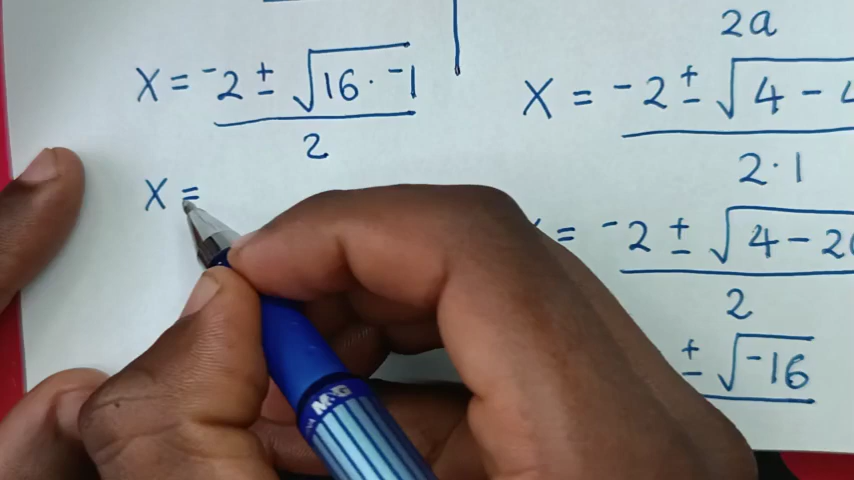 X = ⁻2 ± √16 · ⁻1
2
X =
2a
X = ⁻2 ± √4 - 4
2 · 1
= ⁻2 ± √4 - 20
2
± √⁻16
M&G